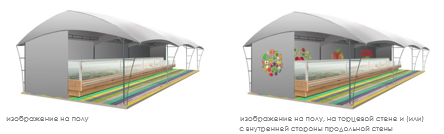 изображение на полу
изображение на полу, на торцевой стене и (или)
с внутренней стороны продольной стены